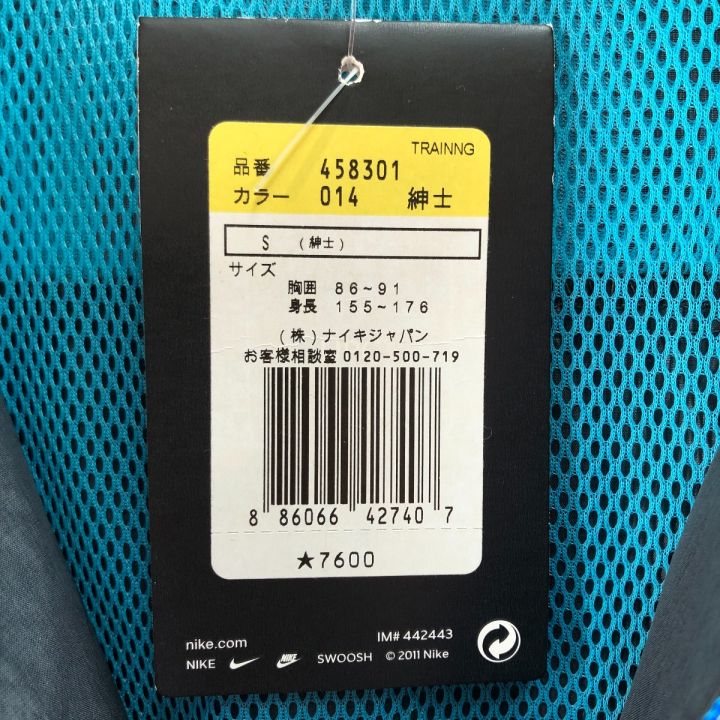 TRAINNG
品番 458301
カラー 014 紳士
S (紳士)
サイズ
胸囲 86~91
身長 155~176
(株)ナイキジャパン
お客様相談室 0120-500-719
8 86066 42740 7
★7600
nike.com IM# 442443
NIKE SWOOSH © 2011 Nike